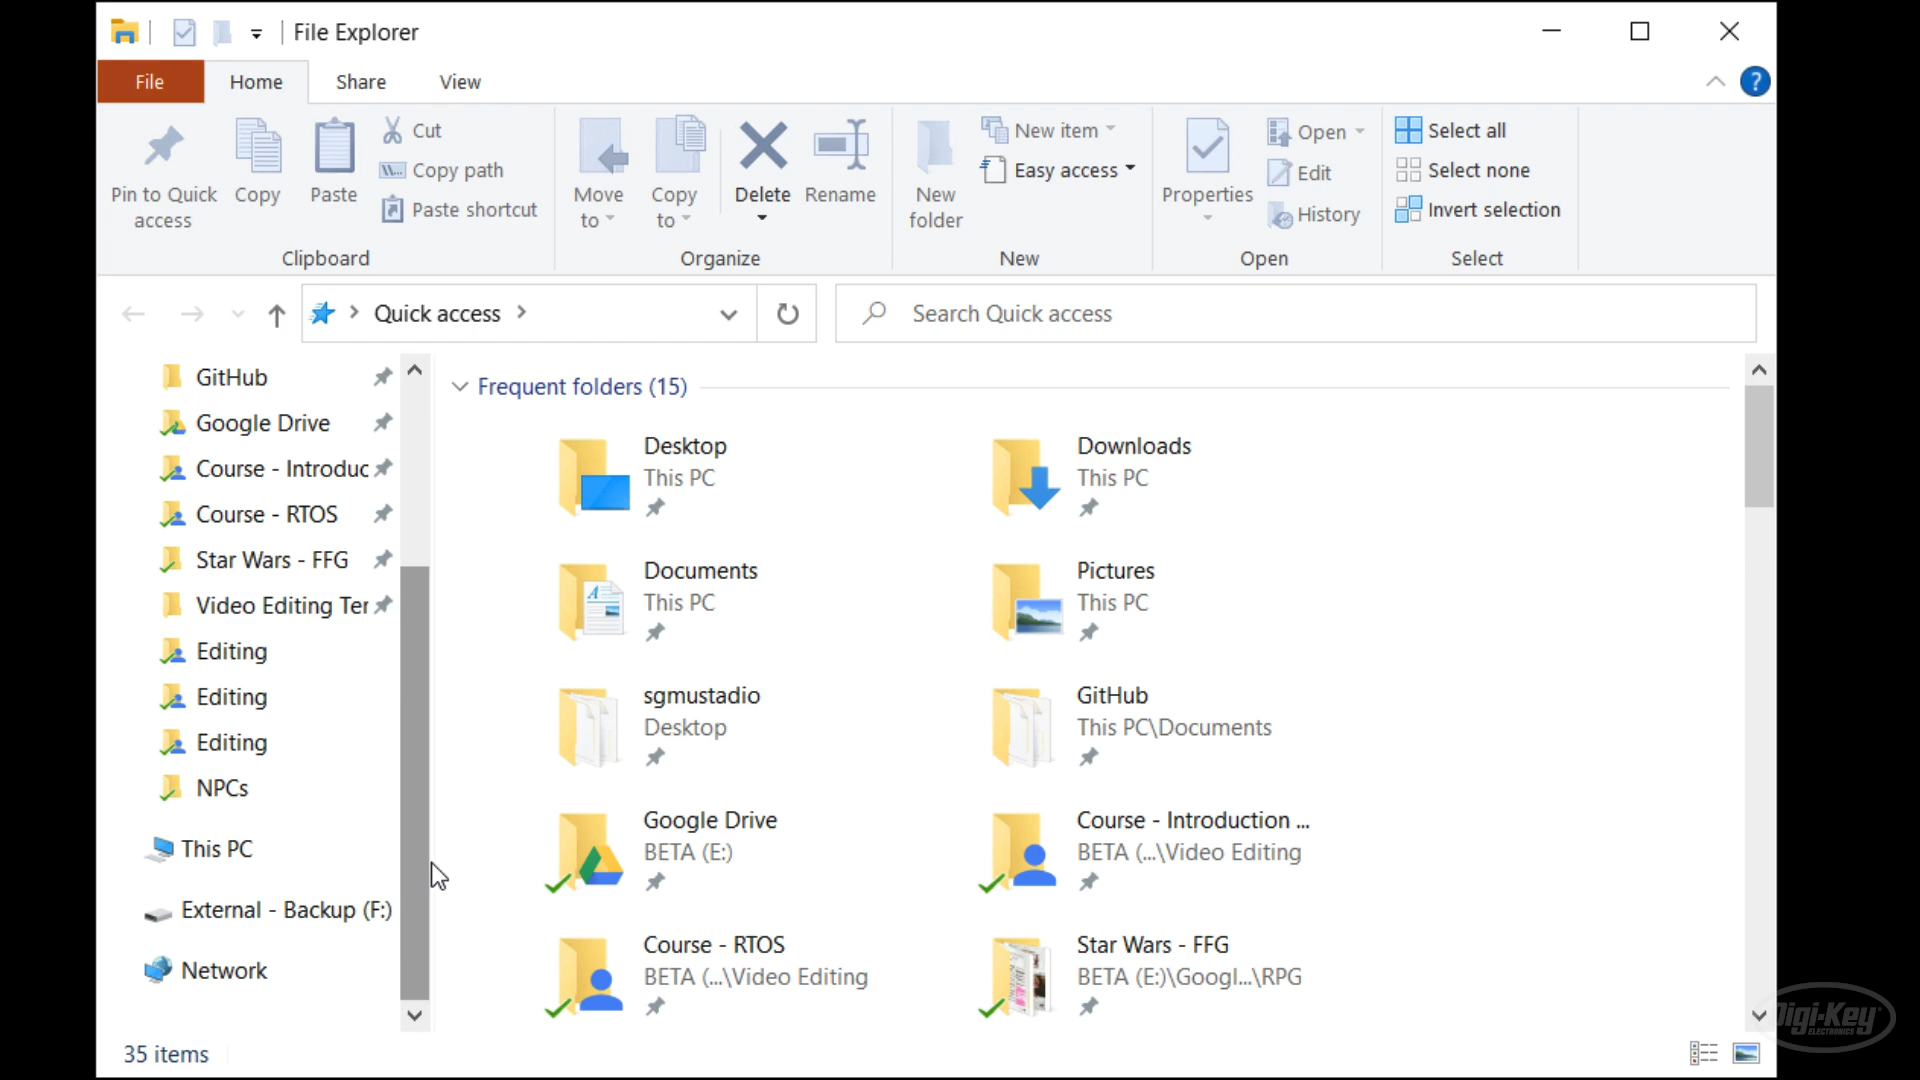 File Explorer
File Home Share View
Pin to Quick access
Copy
Paste
Cut
Copy path
Paste shortcut
Clipboard
Move to
Copy to
Delete
Rename
Organize
New folder
New item
Easy access
New
Properties
Open
Edit
History
Open
Select all
Select none
Invert selection
Select
Quick access
Search Quick access
GitHub
Google Drive
Course - Introduc
Course - RTOS
Star Wars - FFG
Video Editing Ter
Editing
Editing
Editing
NPCs
This PC
External - Backup (F:)
Network
Frequent folders (15)
Desktop
This PC
Downloads
This PC
Documents
This PC
Pictures
This PC
sgmustadio
Desktop
GitHub
This PC\Documents
Google Drive
BETA (E:)
Course - Introduction ...
BETA (...\Video Editing
Course - RTOS
BETA (...\Video Editing
Star Wars - FFG
BETA (E:)\Googl...\RPG
35 items
Digi-Key
ELECTRONICS